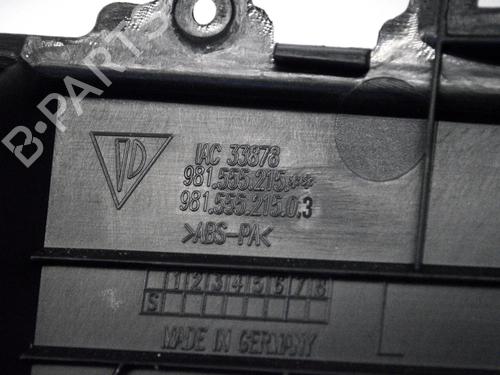 B-PARTS
IAC 33878
981.555.215.**
981.555.215.0.3
>ABS-PA<
1 2 3 4 5 6 7 8
S
MADE IN GERMANY